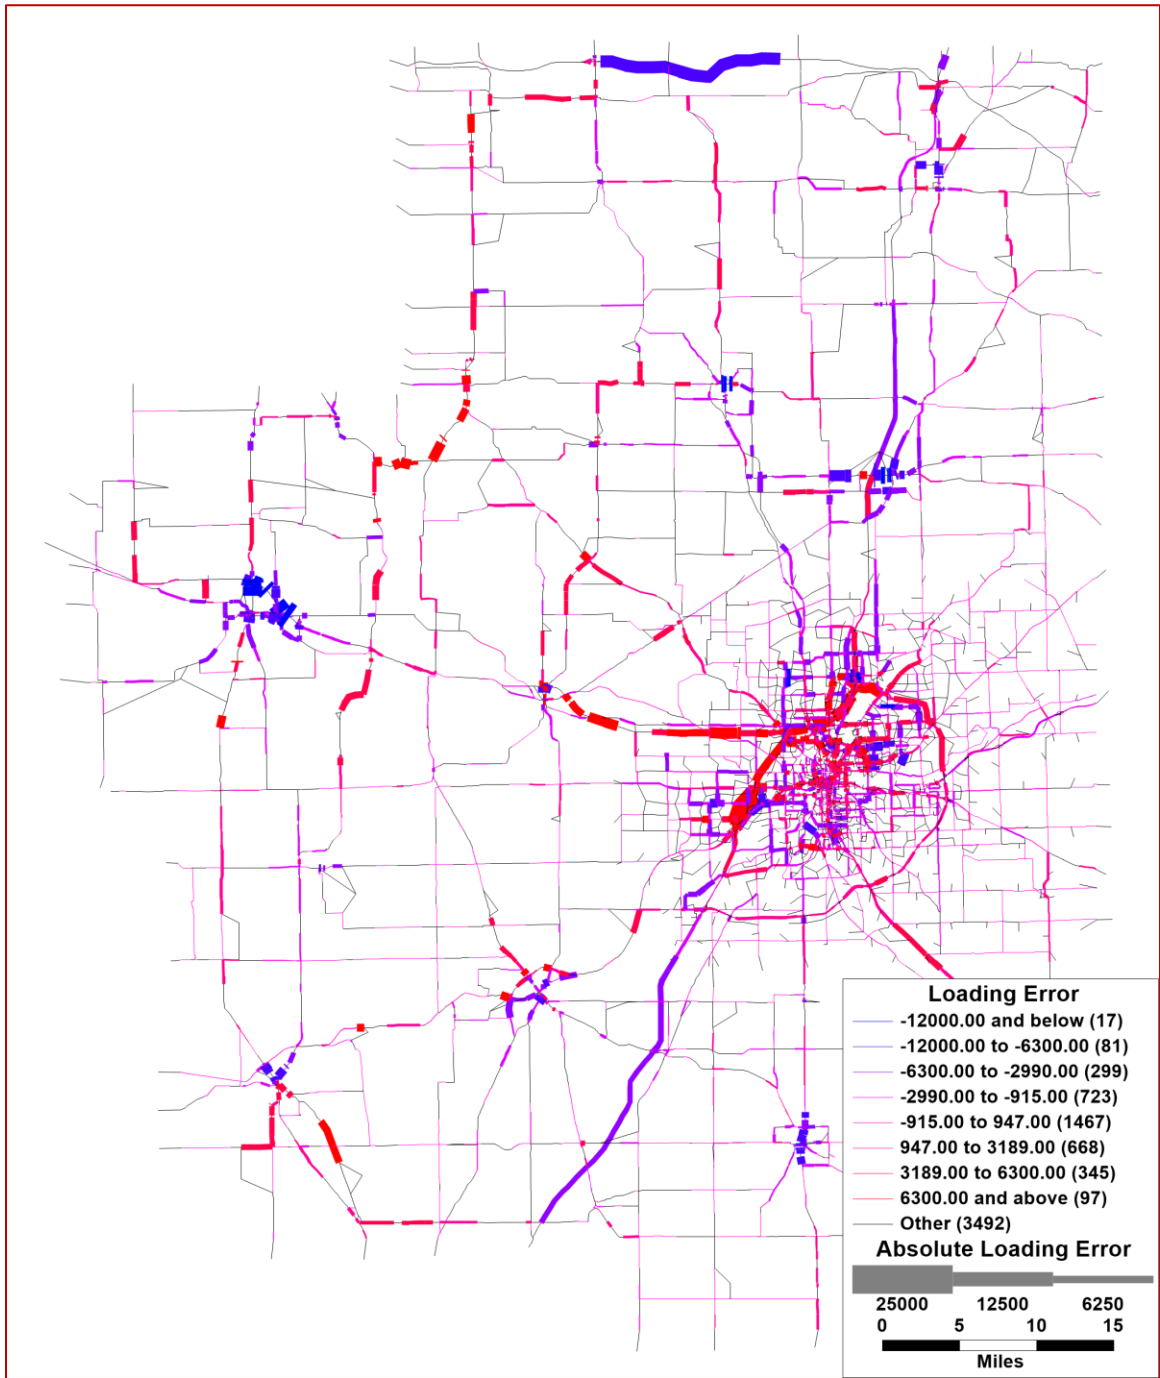 Loading Error
-12000.00 and below (17)
-12000.00 to -6300.00 (81)
-6300.00 to -2990.00 (299)
-2990.00 to -915.00 (723)
-915.00 to 947.00 (1467)
947.00 to 3189.00 (668)
3189.00 to 6300.00 (345)
6300.00 and above (97)
Other (3492)
Absolute Loading Error
25000 12500 6250
0 5 10 15
Miles